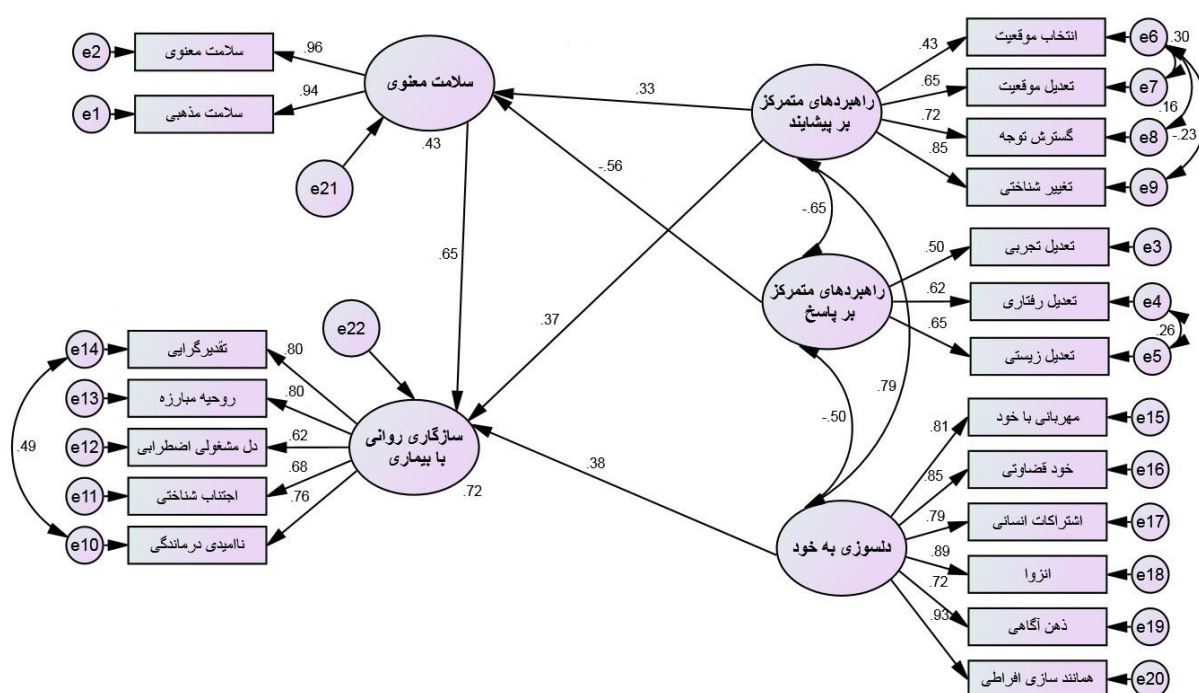 e2
سلامت معنوی
.96
e1
سلامت مذهبی
.94
سلامت معنوی
.43
e21
.33
-.56
.65
راهبردهای متمرکز
بر پیشایند
.43
انتخاب موقعیت
e6
.30
.65
تعدیل موقعیت
e7
.16
.72
گسترش توجه
e8
-.23
.85
تغییر شناختی
e9
-.65
راهبردهای متمرکز
بر پاسخ
.50
تعدیل تجربی
e3
.62
تعدیل رفتاری
e4
.26
.65
تعدیل زیستی
e5
.37
.79
-.50
e22
e14
تقدیرگرایی
.80
e13
روحیه مبارزه
.80
e12
دل مشغولی اضطرابی
.62
e11
اجتناب شناختی
.68
e10
ناامیدی درماندگی
.76
.49
سازگاری روانی
با بیماری
.72
.38
دلسوزی به خود
.81
مهربانی با خود
e15
.85
خود قضاوتی
e16
.79
اشتراکات انسانی
e17
.89
انزوا
e18
.72
ذهن آگاهی
e19
.93
همانند سازی افراطی
e20